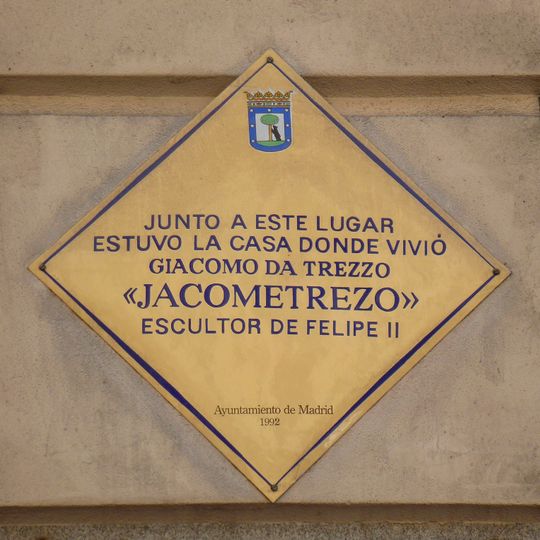 JUNTO A ESTE LUGAR
ESTUVO LA CASA DONDE VIVIÓ
GIACOMO DA TREZZO
«JACOMETREZO»
ESCULTOR DE FELIPE II
Ayuntamiento de Madrid
1992